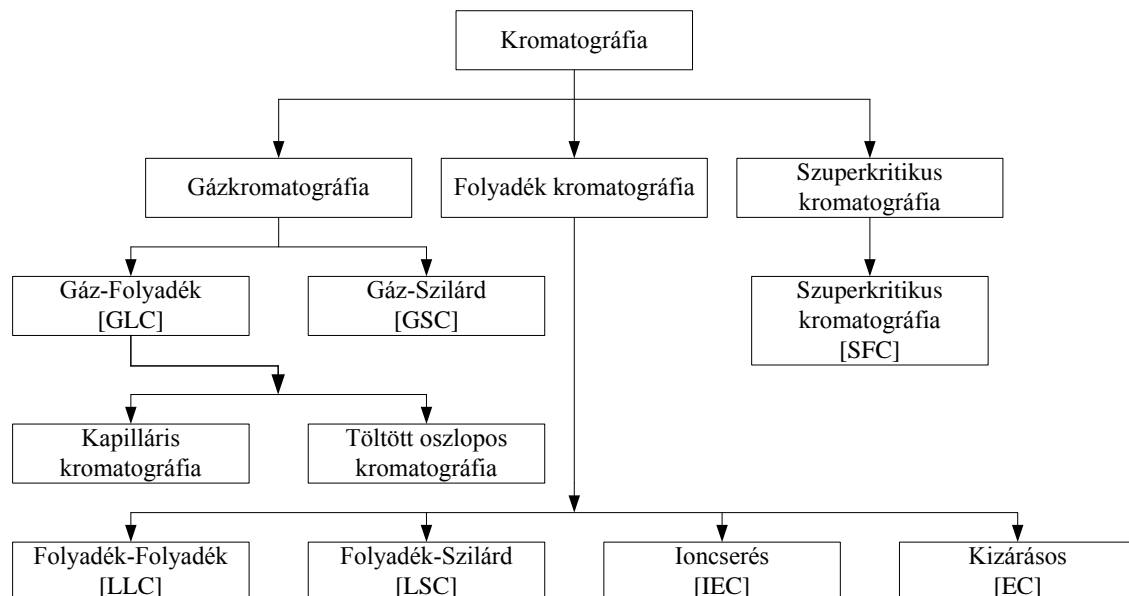 Kromatográfia
Gázkromatográfia
Folyadék kromatográfia
Szuperkritikus
kromatográfia
Gáz-Folyadék
[GLC]
Gáz-Szilárd
[GSC]
Szuperkritikus
kromatográfia
[SFC]
Kapilláris
kromatográfia
Töltött oszlopos
kromatográfia
Folyadék-Folyadék
[LLC]
Folyadék-Szilárd
[LSC]
Ioncserés
[IEC]
Kizárásos
[EC]